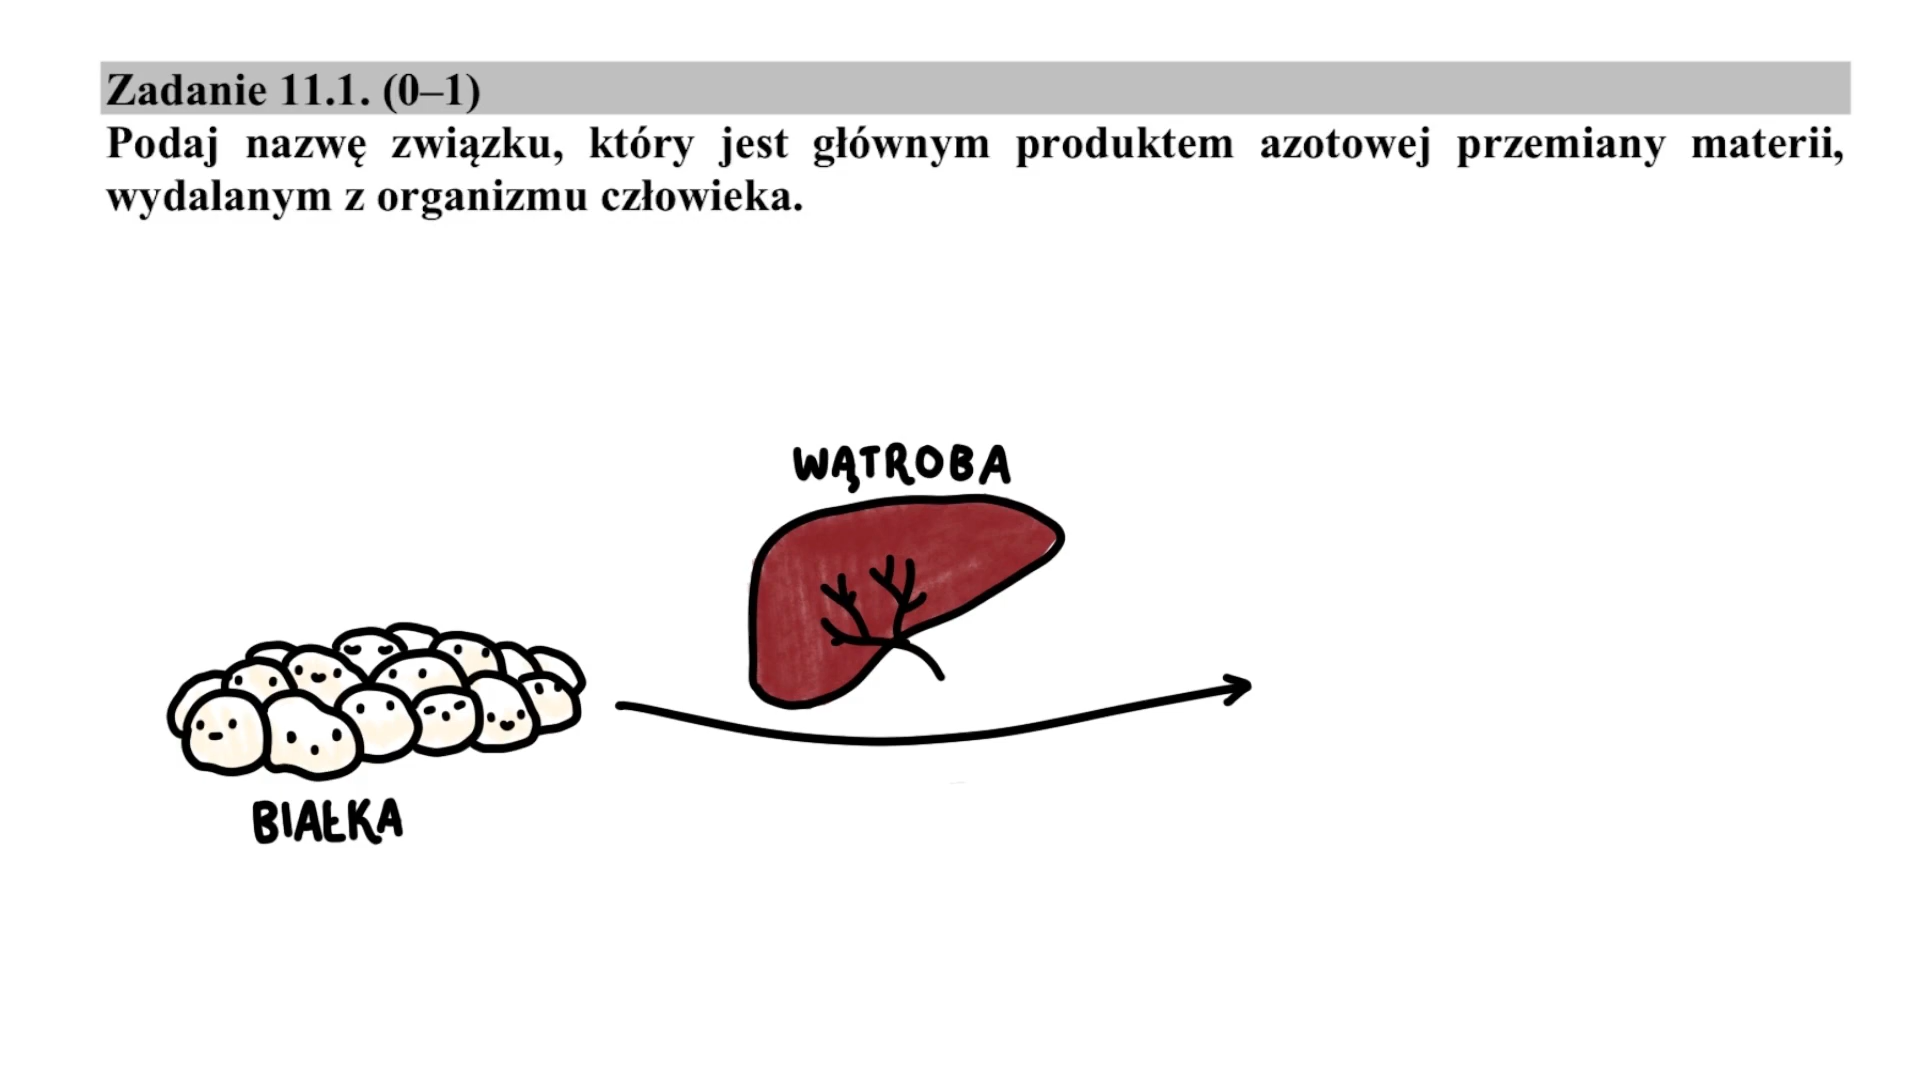 Zadanie 11.1. (0–1)
Podaj nazwę związku, który jest głównym produktem azotowej przemiany materii,
wydalanym z organizmu człowieka.
WĄTROBA
BIAŁKA